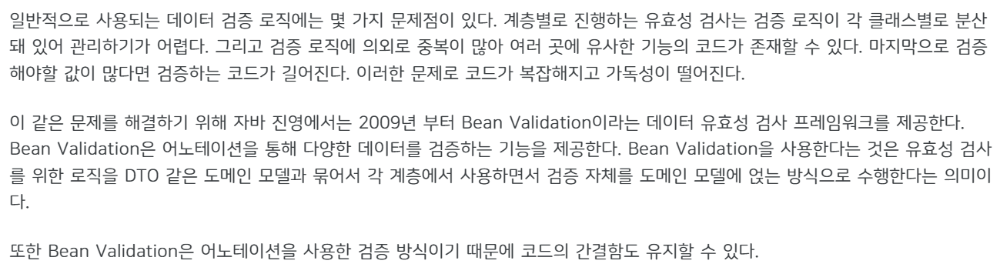 일반적으로 사용되는 데이터 검증 로직에는 몇 가지 문제점이 있다. 계층별로 진행하는 유효성 검사는 검증 로직이 각 클래스별로 분산
돼 있어 관리하기가 어렵다. 그리고 검증 로직에 의외로 중복이 많아 여러 곳에 유사한 기능의 코드가 존재할 수 있다. 마지막으로 검증
해야할 값이 많다면 검증하는 코드가 길어진다. 이러한 문제로 코드가 복잡해지고 가독성이 떨어진다.
이 같은 문제를 해결하기 위해 자바 진영에서는 2009년 부터 Bean Validation이라는 데이터 유효성 검사 프레임워크를 제공한다.
Bean Validation은 어노테이션을 통해 다양한 데이터를 검증하는 기능을 제공한다. Bean Validation을 사용한다는 것은 유효성 검사
를 위한 로직을 DTO 같은 도메인 모델과 묶어서 각 계층에서 사용하면서 검증 자체를 도메인 모델에 얹는 방식으로 수행한다는 의미이
다.
또한 Bean Validation은 어노테이션을 사용한 검증 방식이기 때문에 코드의 간결함도 유지할 수 있다.